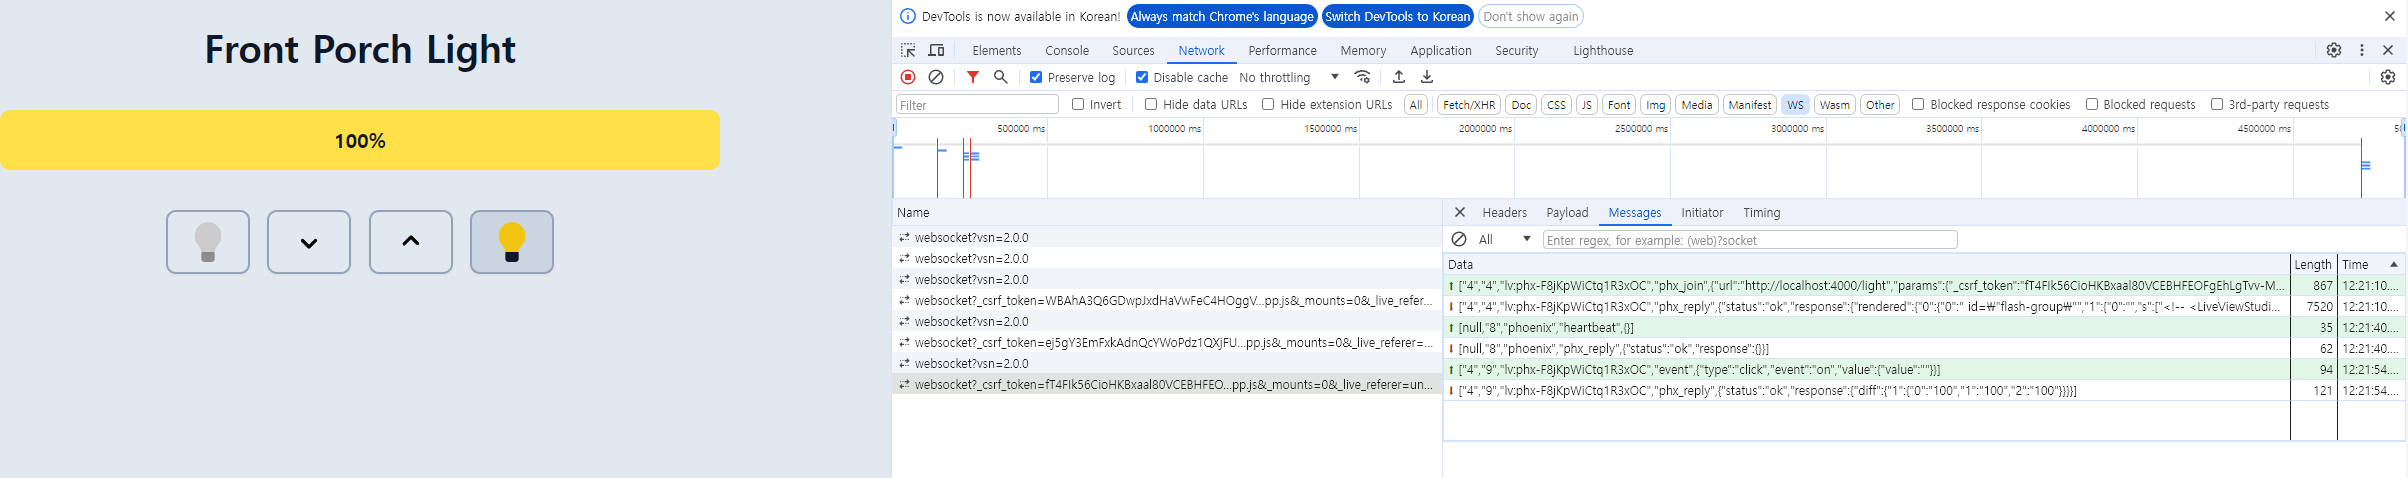 Front Porch Light
100%
DevTools is now available in Korean! Always match Chrome's language Switch DevTools to Korean Don't show again
Elements Console Sources Network Performance Memory Application Security Lighthouse
Preserve log Disable cache No throttling
Filter Invert Hide data URLs Hide extension URLs All Fetch/XHR Doc CSS JS Font Img Media Manifest WS Wasm Other Blocked response cookies Blocked requests 3rd-party requests
500000 ms 1000000 ms 1500000 ms 2000000 ms 2500000 ms 3000000 ms 3500000 ms 4000000 ms 4500000 ms 50
Name
websocket?vsn=2.0.0
websocket?vsn=2.0.0
websocket?vsn=2.0.0
websocket?_csrf_token=WBAhA3Q6GDwpJxdHaVwFeC4HOggV…pp.js&_mounts=0&_live_refer…
websocket?vsn=2.0.0
websocket?_csrf_token=ej5gY3EmFxkAdnQcYWoPdz1QXjFU…pp.js&_mounts=0&_live_referer=…
websocket?vsn=2.0.0
websocket?_csrf_token=fT4FIk56CioHKBxaal80VCEBHFEO…pp.js&_mounts=0&_live_referer=un…
Headers Payload Messages Initiator Timing
All Enter regex, for example: (web)?socket
Data Length Time
["4","4","lv:phx-F8jKpWiCtq1R3xOC","phx_join",{"url":"http://localhost:4000/light","params":{"_csrf_token":"fT4FIk56CioHKBxaal80VCEBHFEOFgEhLgTvv-M… 867 12:21:10.…
["4","4","lv:phx-F8jKpWiCtq1R3xOC","phx_reply",{"status":"ok","response":{"rendered":{"0":{"0":" id=₩"flash-group₩"","1":{"0":"","s":["<!-- <LiveViewStudi… 7520 12:21:10.…
[null,"8","phoenix","heartbeat",{}] 35 12:21:40.…
[null,"8","phoenix","phx_reply",{"status":"ok","response":{}}] 62 12:21:40.…
["4","9","lv:phx-F8jKpWiCtq1R3xOC","event",{"type":"click","event":"on","value":{"value":""}}] 94 12:21:54.…
["4","9","lv:phx-F8jKpWiCtq1R3xOC","phx_reply",{"status":"ok","response":{"diff":{"1":{"0":"100","1":"100","2":"100"}}}}] 121 12:21:54.…